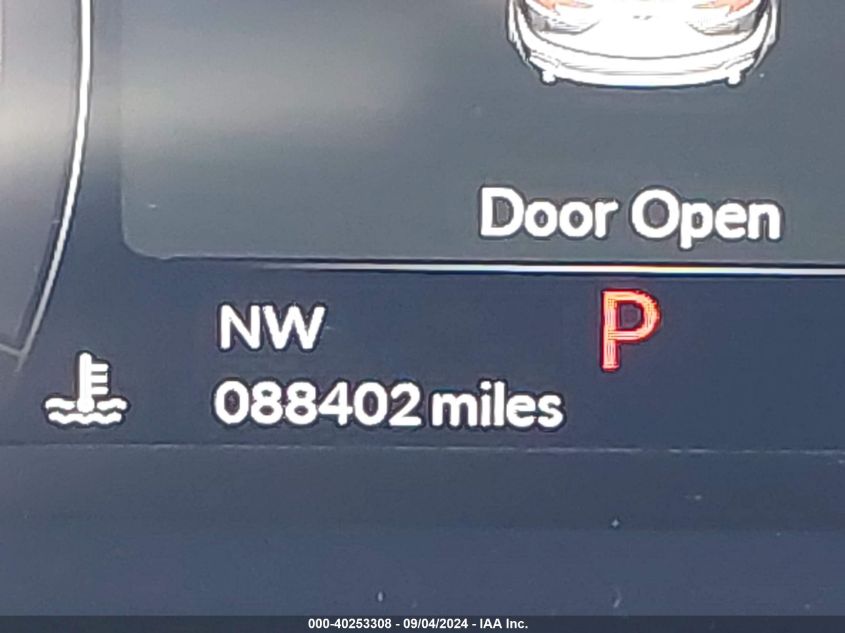 Door Open
NW
P
088402 miles
000-40253308 - 09/04/2024 - IAA Inc.